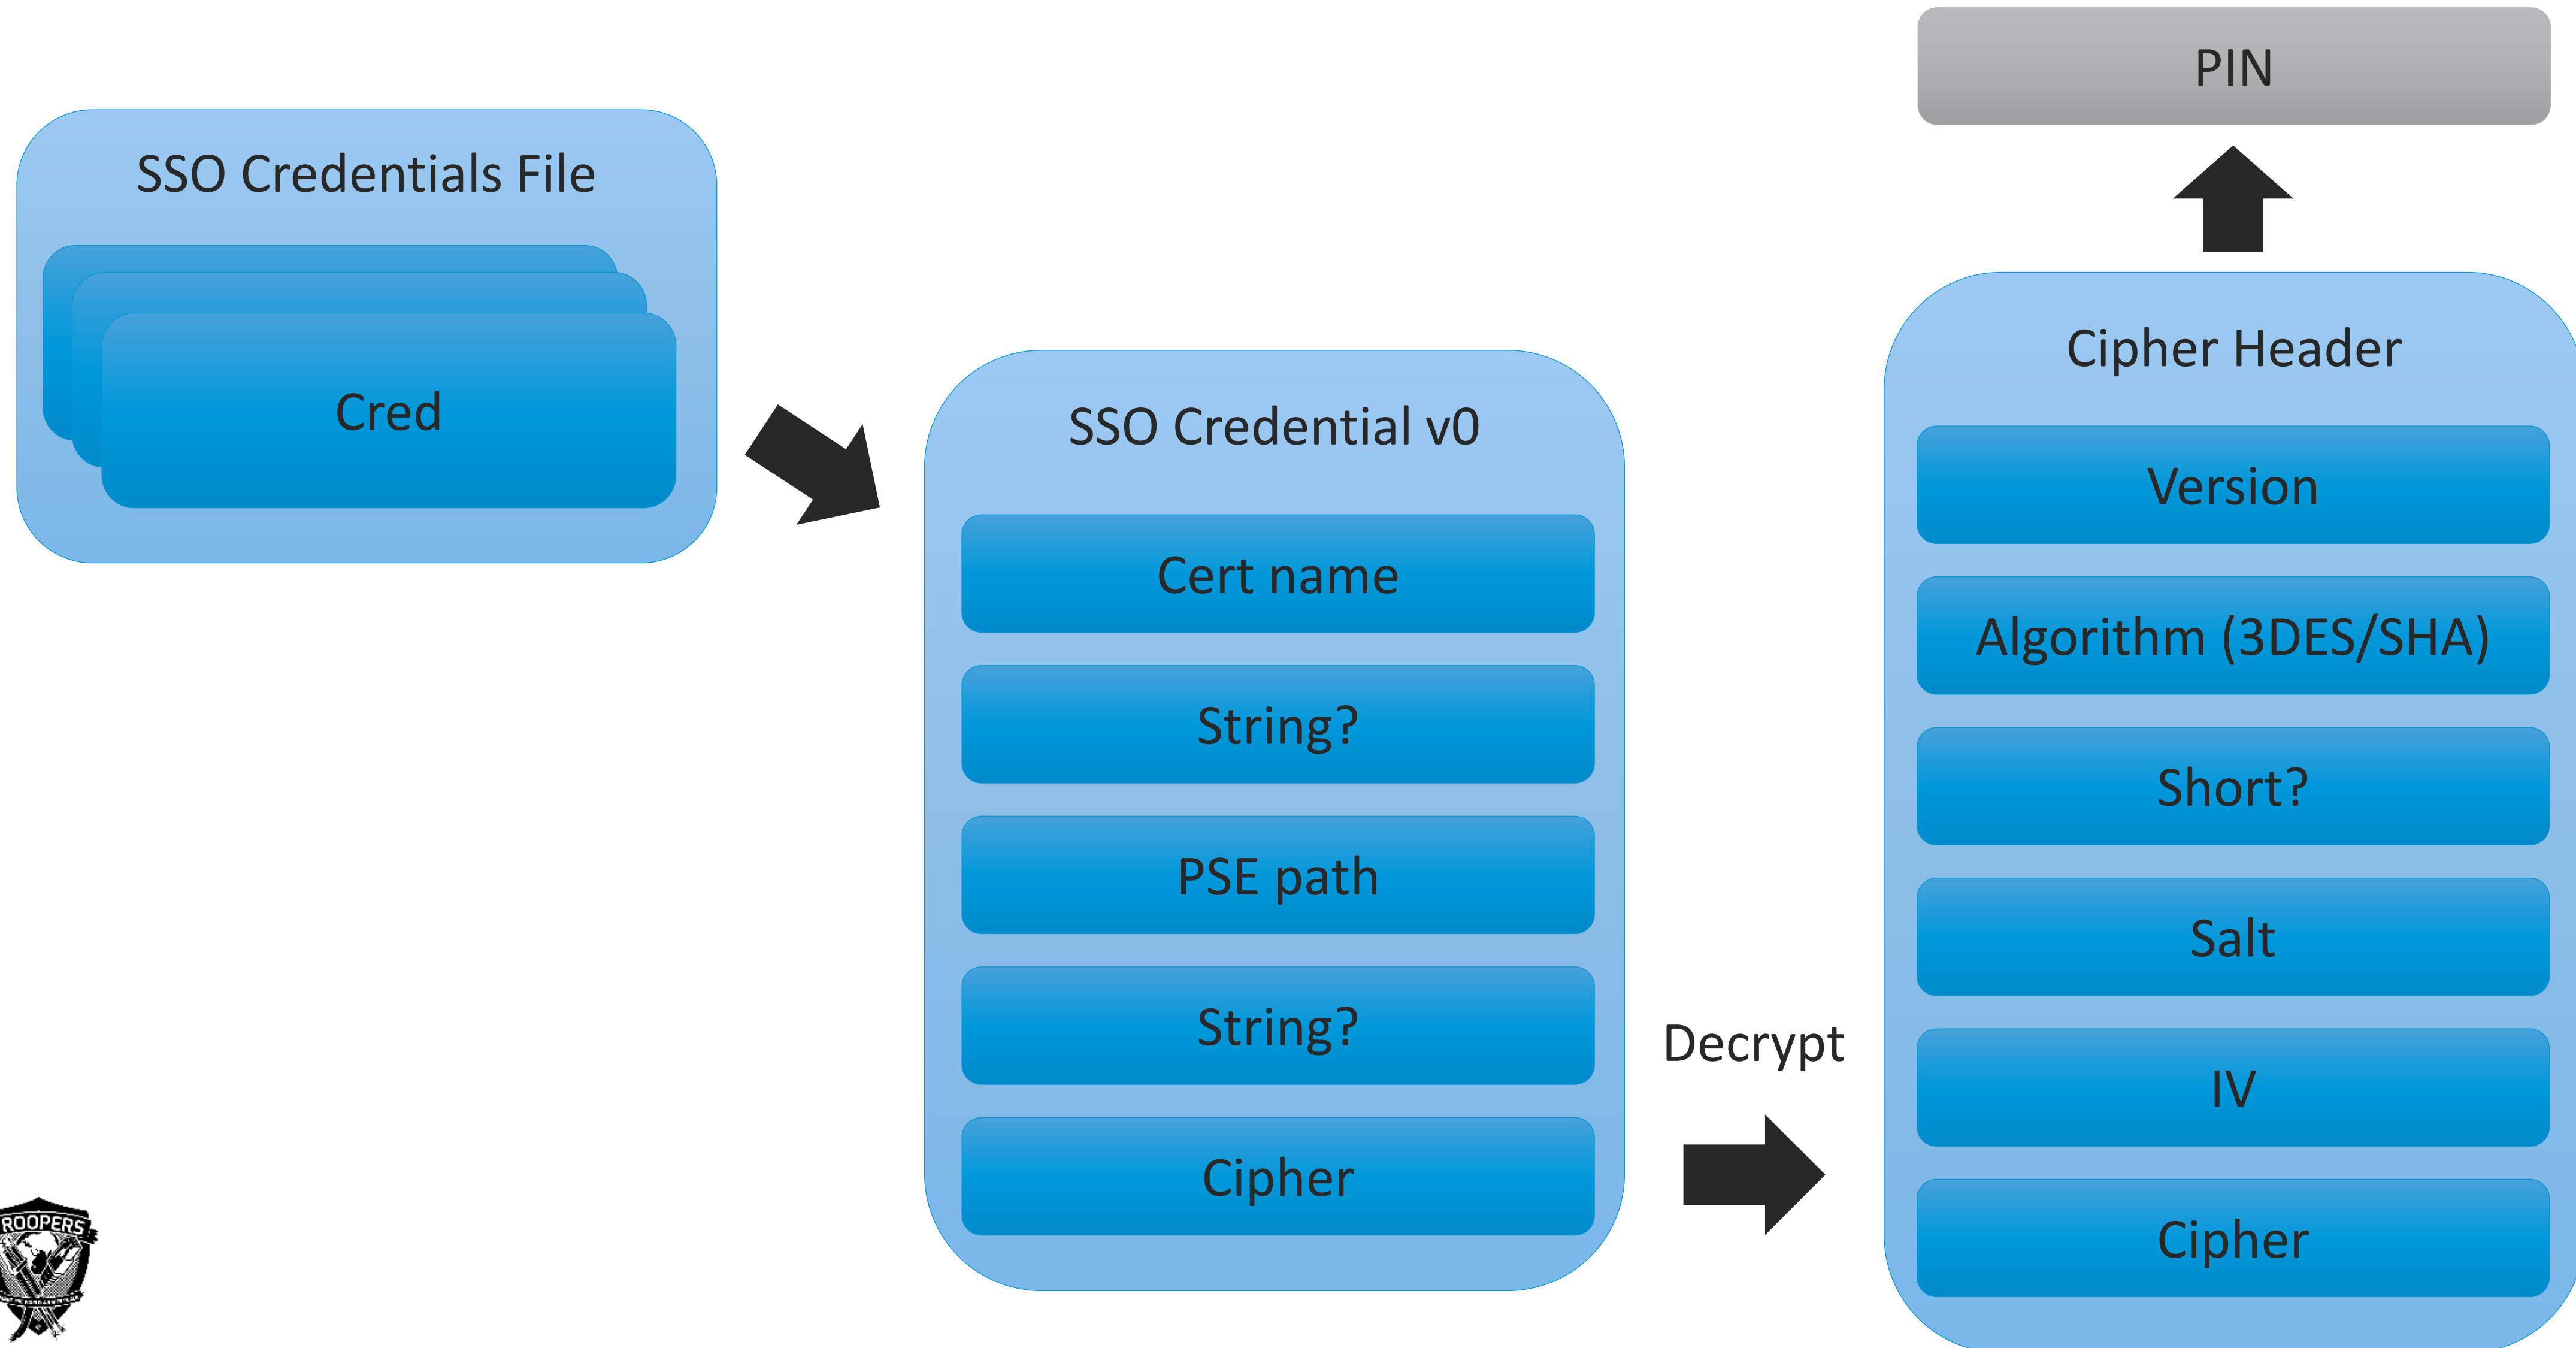 SSO Credentials File
Cred
SSO Credential v0
Cert name
String?
PSE path
String?
Cipher
Decrypt
PIN
Cipher Header
Version
Algorithm (3DES/SHA)
Short?
Salt
IV
Cipher
ROOPERS